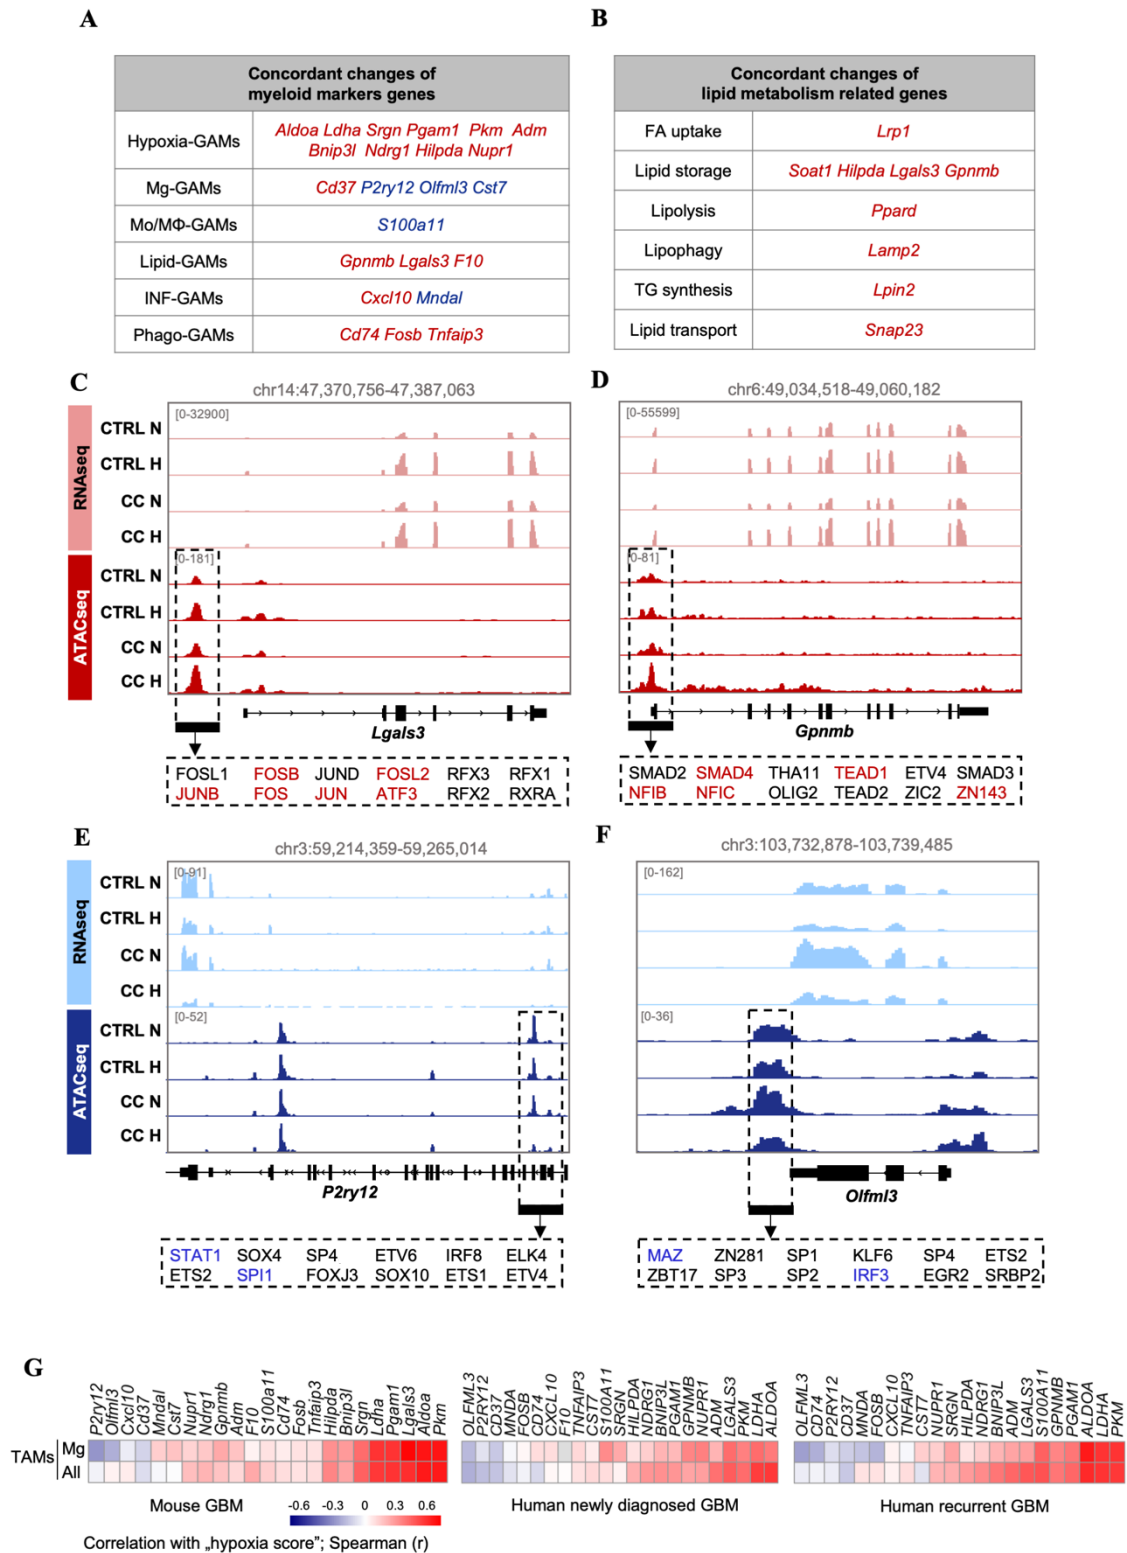 A
B
Concordant changes of
myeloid markers genes
Hypoxia-GAMs
Aldoa Ldha Srgn Pgam1 Pkm Adm
Bnip3l Ndrg1 Hilpda Nupr1
Mg-GAMs
Cd37 P2ry12 Olfml3 Cst7
Mo/MΦ-GAMs
S100a11
Lipid-GAMs
Gpnmb Lgals3 F10
INF-GAMs
Cxcl10 Mndal
Phago-GAMs
Cd74 Fosb Tnfaip3
Concordant changes of
lipid metabolism related genes
FA uptake
Lrp1
Lipid storage
Soat1 Hilpda Lgals3 Gpnmb
Lipolysis
Ppard
Lipophagy
Lamp2
TG synthesis
Lpin2
Lipid transport
Snap23
C
chr14:47,370,756-47,387,063
RNAseq
[0-32900]
CTRL N
CTRL H
CC N
CC H
ATACseq
[0-181]
CTRL N
CTRL H
CC N
CC H
Lgals3
FOSL1 FOSB JUND FOSL2 RFX3 RFX1
JUNB FOS JUN ATF3 RFX2 RXRA
D
chr6:49,034,518-49,060,182
[0-55599]
[0-81]
Gpnmb
SMAD2 SMAD4 THA11 TEAD1 ETV4 SMAD3
NFIB NFIC OLIG2 TEAD2 ZIC2 ZN143
E
chr3:59,214,359-59,265,014
RNAseq
[0-91]
CTRL N
CTRL H
CC N
CC H
ATACseq
[0-52]
CTRL N
CTRL H
CC N
CC H
P2ry12
STAT1 SOX4 SP4 ETV6 IRF8 ELK4
ETS2 SPI1 FOXJ3 SOX10 ETS1 ETV4
F
chr3:103,732,878-103,739,485
[0-162]
[0-36]
Olfml3
MAZ ZN281 SP1 KLF6 SP4 ETS2
ZBT17 SP3 SP2 IRF3 EGR2 SRBP2
G
P2ry12 Olfml3 Cxcl10 Cd37 Mndal Cst7 Nupr1 Ndrg1 Gpnmb Adm F10 S100a11 Cd74 Fosb Tnfaip3 Hilpda Bnip3l Srgn Ldha Pgam1 Lgals3 Aldoa Pkm
OLFML3 P2RY12 CD37 MNDA FOSB CD74 CXCL10 F10 TNFAIP3 CST7 S100A11 SRGN HILPDA NDRG1 BNIP3L PGAM1 GPNMB NUPR1 ADM LGALS3 PKM LDHA ALDOA
OLFML3 CD74 P2RY12 CD37 MNDA FOSB CXCL10 TNFAIP3 CST7 NUPR1 SRGN HILPDA NDRG1 BNIP3L ADM LGALS3 S100A11 GPNMB PGAM1 ALDOA LDHA PKM
TAMs
Mg
All
Mouse GBM
Human newly diagnosed GBM
Human recurrent GBM
-0.6 -0.3 0 0.3 0.6
Correlation with „hypoxia score”; Spearman (r)